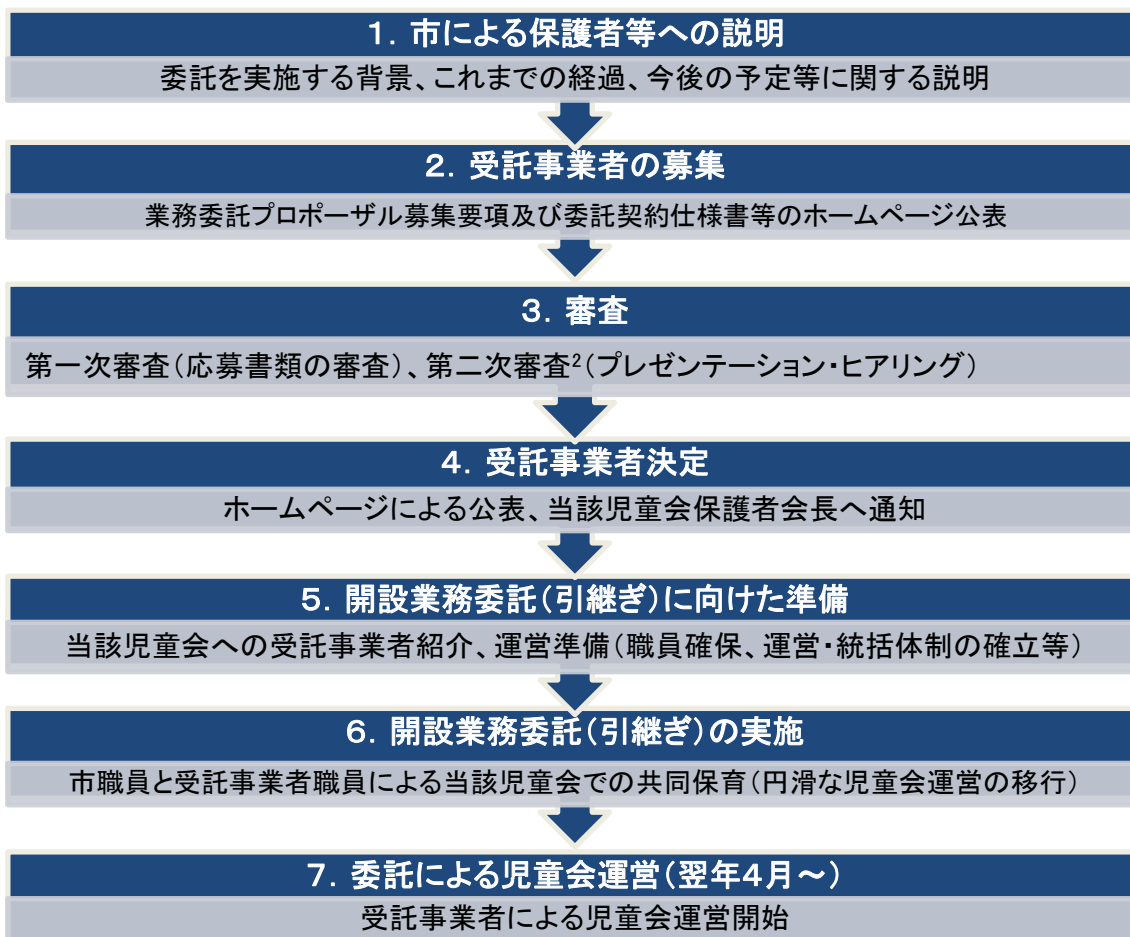 １．市による保護者等への説明
委託を実施する背景、これまでの経過、今後の予定等に関する説明
２．受託事業者の募集
業務委託プロポーザル募集要項及び委託契約仕様書等のホームページ公表
３．審査
第一次審査（応募書類の審査）、第二次審査²（プレゼンテーション・ヒアリング）
４．受託事業者決定
ホームページによる公表、当該児童会保護者会長へ通知
５．開設業務委託（引継ぎ）に向けた準備
当該児童会への受託事業者紹介、運営準備（職員確保、運営・統括体制の確立等）
６．開設業務委託（引継ぎ）の実施
市職員と受託事業者職員による当該児童会での共同保育（円滑な児童会運営の移行）
７．委託による児童会運営（翌年４月～）
受託事業者による児童会運営開始